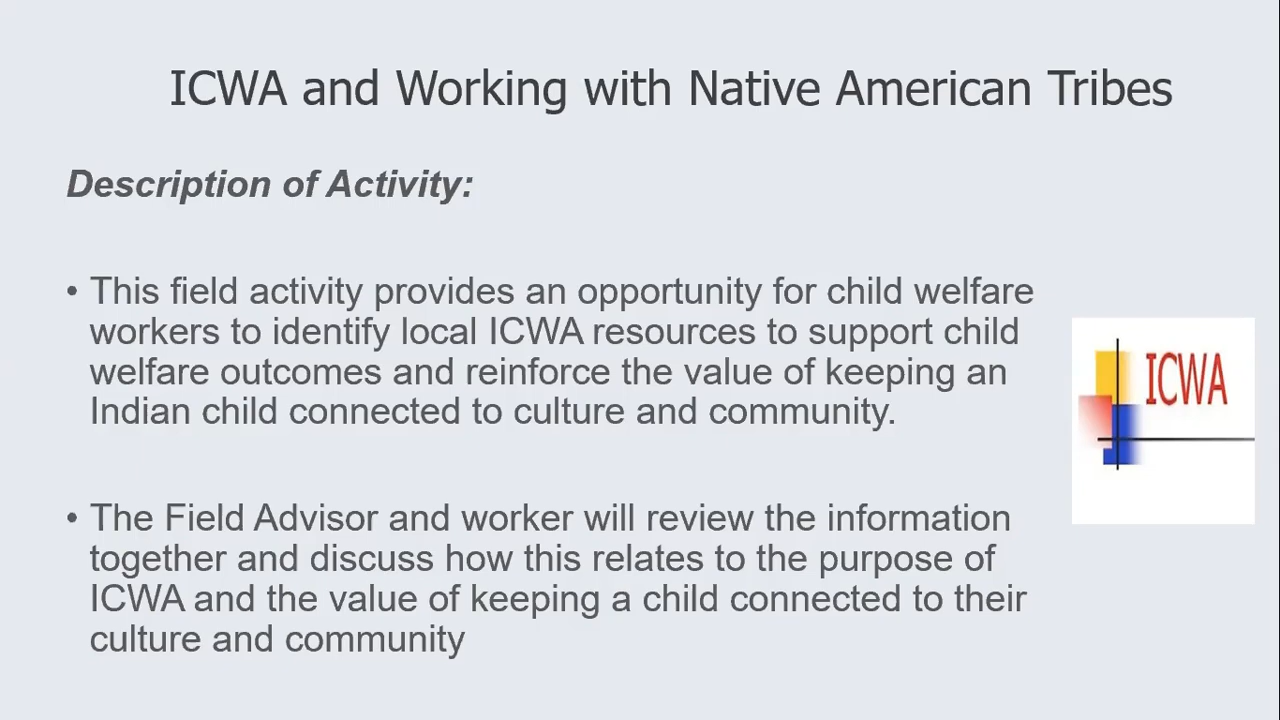 ICWA and Working with Native American Tribes
Description of Activity:
• This field activity provides an opportunity for child welfare
workers to identify local ICWA resources to support child
welfare outcomes and reinforce the value of keeping an
Indian child connected to culture and community.
ICWA
• The Field Advisor and worker will review the information
together and discuss how this relates to the purpose of
ICWA and the value of keeping a child connected to their
culture and community